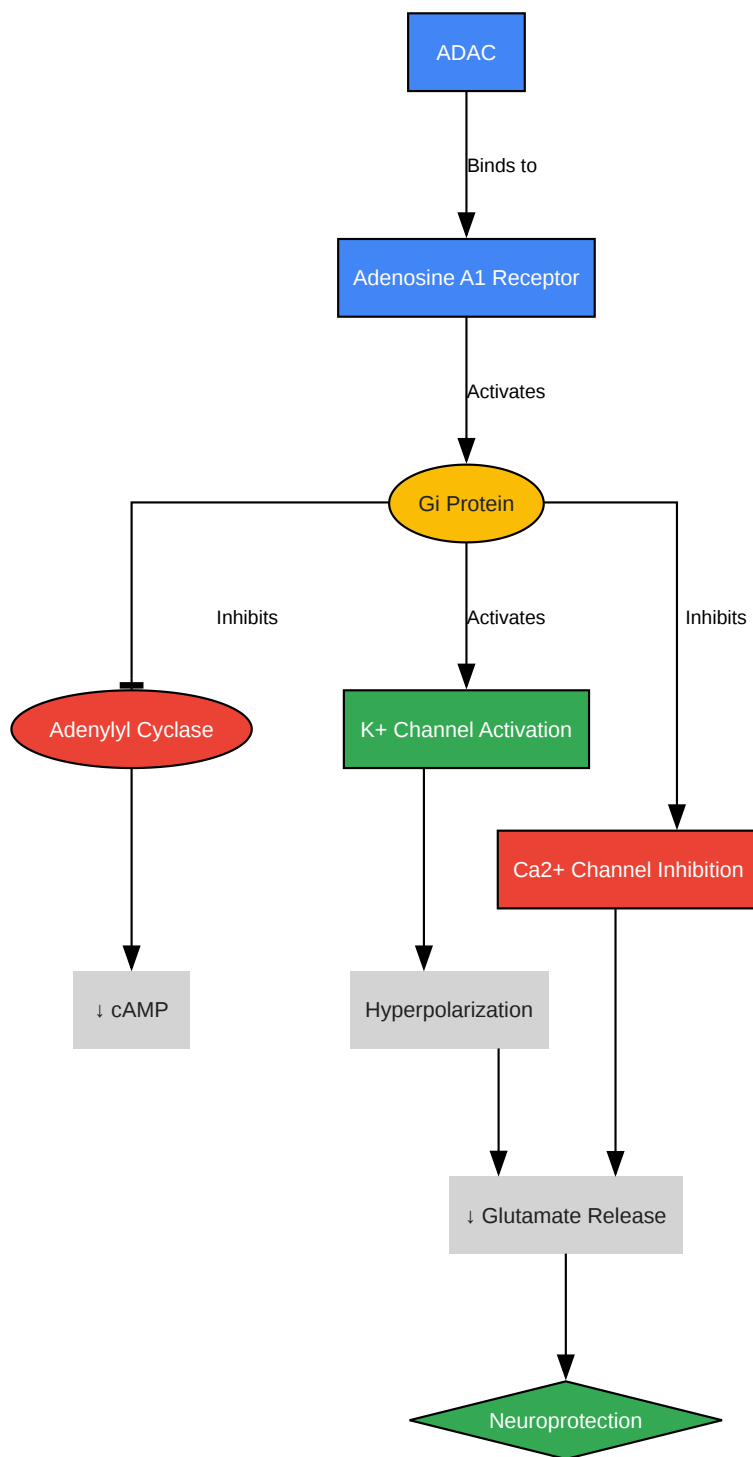 ADAC
Binds to
Adenosine A1 Receptor
Activates
Gi Protein
Inhibits
Activates
Inhibits
Adenylyl Cyclase
K+ Channel Activation
Ca2+ Channel Inhibition
↓ cAMP
Hyperpolarization
↓ Glutamate Release
Neuroprotection